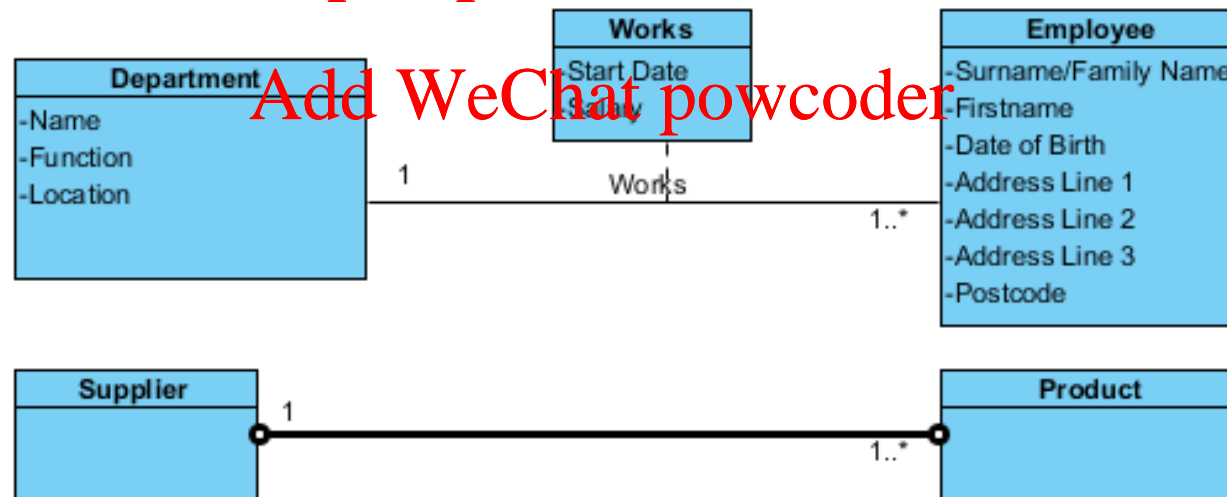 Works
Employee
Department
-Start Date
-Salary
Add WeChat powcoder
-Surname/Family Name
-Name
-Firstname
-Function
-Date of Birth
-Location
-Address Line 1
1
Works
1..*
-Address Line 2
-Address Line 3
-Postcode
Supplier
Product
1
1..*